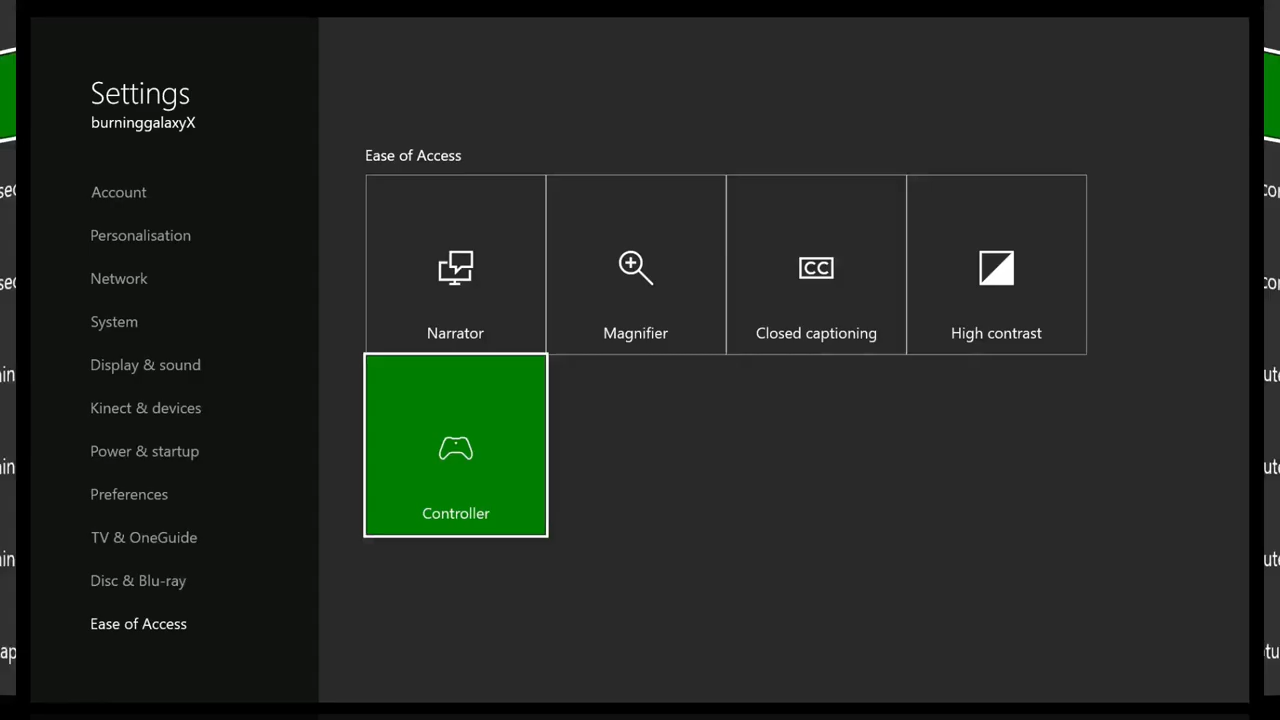 Settings
burninggalaxyX
Account
Personalisation
Network
System
Display & sound
Kinect & devices
Power & startup
Preferences
TV & OneGuide
Disc & Blu-ray
Ease of Access
Ease of Access
Narrator
Magnifier
CC
Closed captioning
High contrast
Controller